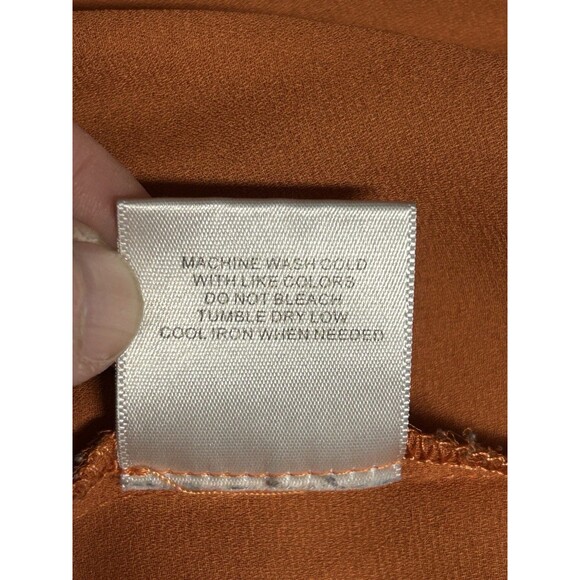 MACHINE WASH COLD
WITH LIKE COLORS
DO NOT BLEACH
TUMBLE DRY LOW
COOL IRON WHEN NEEDED